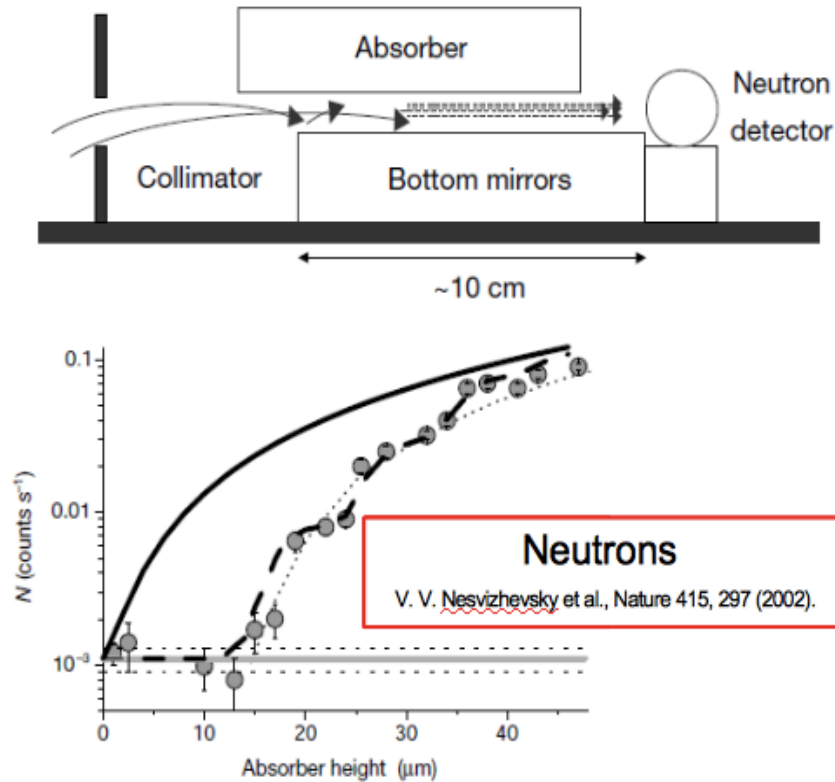 Absorber
Neutron
detector
Collimator
Bottom mirrors
~10 cm
0.1
0.01
10⁻³
N (counts s⁻¹)
Neutrons
V. V. Nesvizhevsky et al., Nature 415, 297 (2002).
0 10 20 30 40
Absorber height (μm)